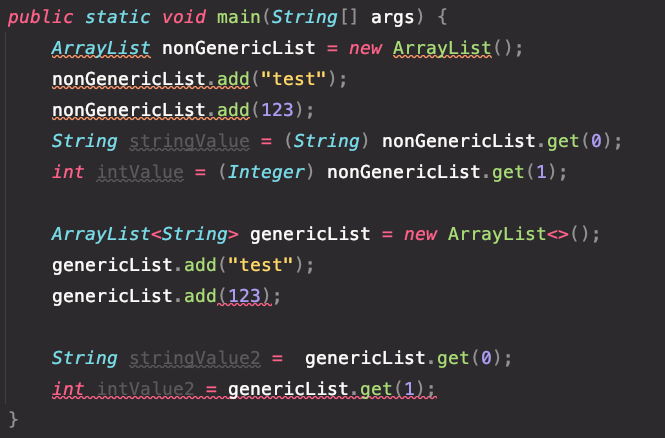 public static void main(String[] args) {
    ArrayList nonGenericList = new ArrayList();
    nonGenericList.add("test");
    nonGenericList.add(123);
    String stringValue = (String) nonGenericList.get(0);
    int intValue = (Integer) nonGenericList.get(1);

    ArrayList<String> genericList = new ArrayList<>();
    genericList.add("test");
    genericList.add(123);

    String stringValue2 =  genericList.get(0);
    int intValue2 = genericList.get(1);
}